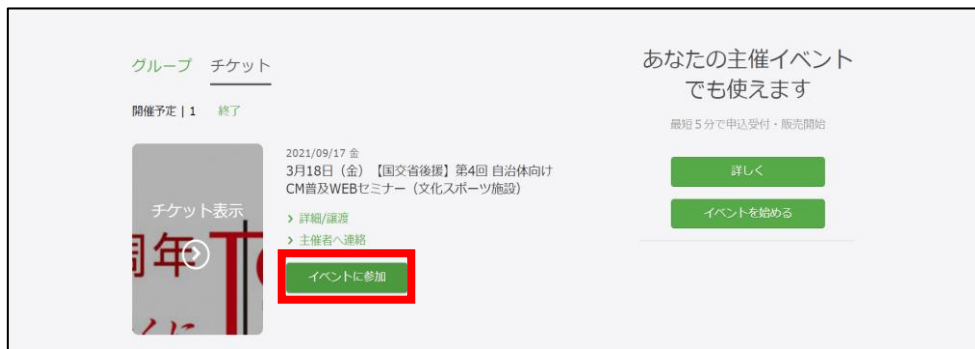 グループ チケット
開催予定 | 1 終了
チケット表示
周年 T
くに
2021/09/17 金
3月18日（金）【国交省後援】第4回 自治体向け
CM普及WEBセミナー（文化スポーツ施設）
> 詳細/譲渡
> 主催者へ連絡
イベントに参加
あなたの主催イベント
でも使えます
最短5分で申込受付・販売開始
詳しく
イベントを始める